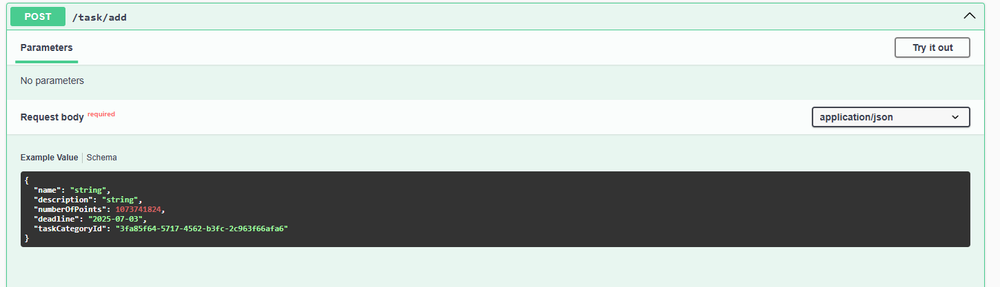 POST /task/add
Parameters
Try it out
No parameters
Request body required
application/json
Example Value Schema
{
"name": "string",
"description": "string",
"numberOfPoints": 1073741824,
"deadline": "2025-07-03",
"taskCategoryId": "3fa85f64-5717-4562-b3fc-2c963f66afa6"
}